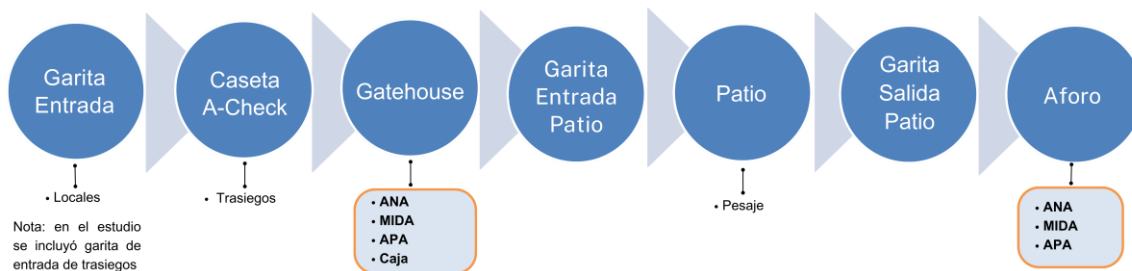 Garita
Entrada
Caseta
A-Check
Gatehouse
Garita
Entrada
Patio
Patio
Garita
Salida
Patio
Aforo
• Locales
Nota: en el estudio
se incluyó garita de
entrada de trasiegos
• Trasiegos
• ANA
• MIDA
• APA
• Caja
• Pesaje
• ANA
• MIDA
• APA